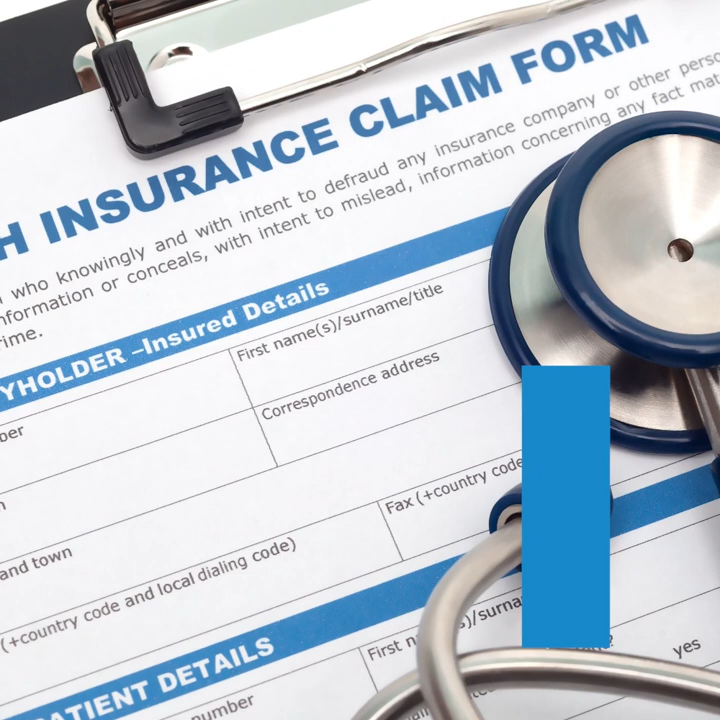 H INSURANCE CLAIM FORM
who knowingly and with intent to defraud any insurance company or other perso
nformation or conceals, with intent to mislead, information concerning any fact mat
rime.
YHOLDER –Insured Details
First name(s)/surname/title
ber
Correspondence address
and town
Fax (+country code
(+country code and local dialing code)
ATIENT DETAILS
First
yes
number